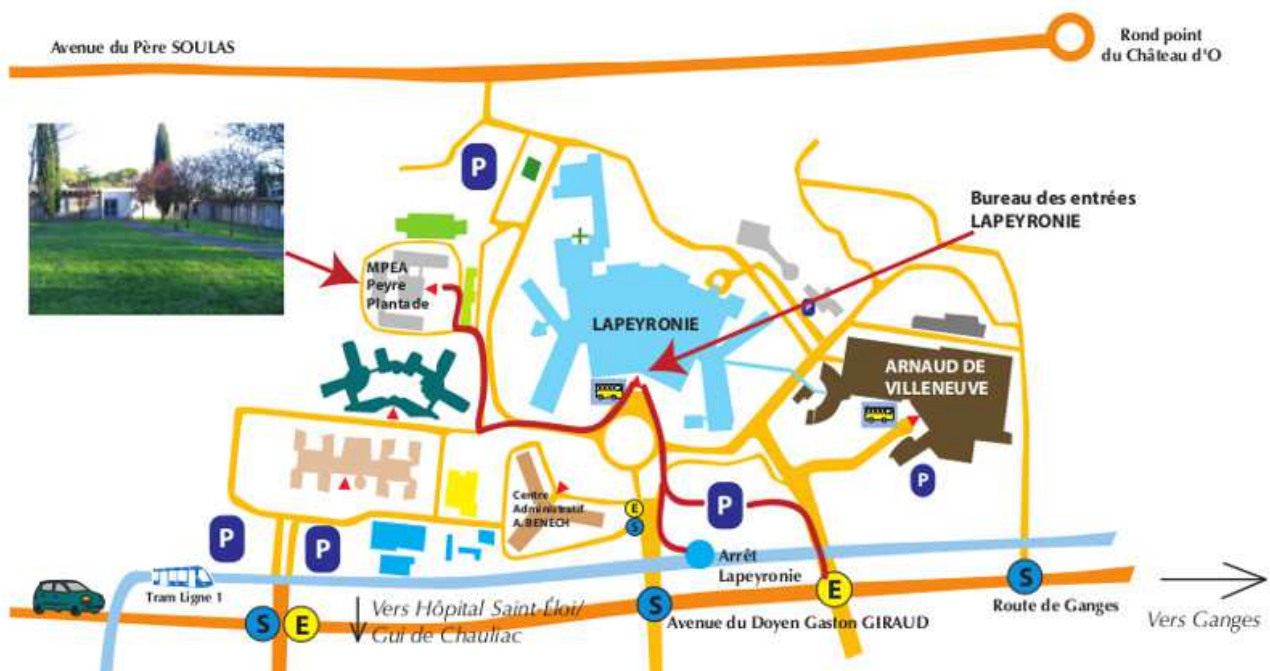 Avenue du Père SOULAS
Rond point
du Château d'O
P
Bureau des entrées
LAPEYRONIE
MPEA
Peyre
Plantade
P
LAPEYRONIE
ARNAUD DE
VILLENEUVE
Centre
Administratif
A. BENECH
E
S
P
P
P
P
Arrêt
Lapeyronie
Tram Ligne 1
S
E
Vers Hôpital Saint-Éloi/
Gui de Chauliac
S
Avenue du Doyen Gaston GIRAUD
E
S
Route de Ganges
Vers Ganges